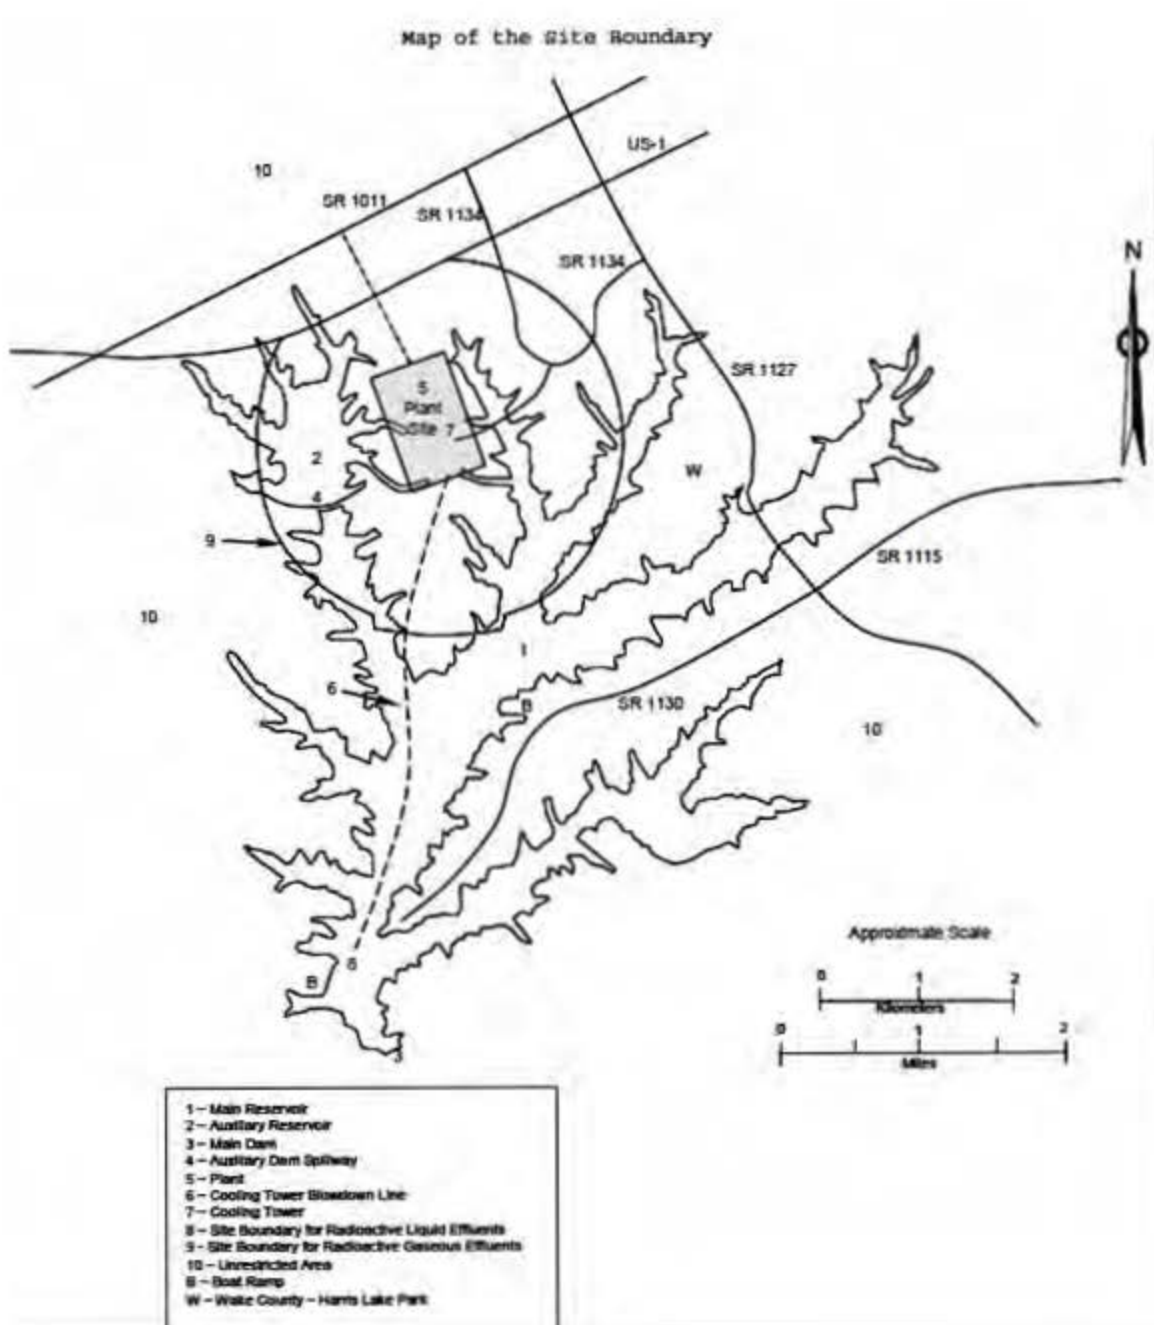 Map of the Site Boundary
10
US-1
SR 1011
SR 1134
SR 1134
N
5
Plant
Site 7
SR 1127
2
W
4
9
SR 1115
10
1
6
B
SR 1130
10
Approximate Scale
0 1 2
Kilometers
0 1 2
Miles
B
3
1 – Main Reservoir
2 – Auxiliary Reservoir
3 – Main Dam
4 – Auxiliary Dam Spillway
5 – Plant
6 – Cooling Tower Blowdown Line
7 – Cooling Tower
8 – Site Boundary for Radioactive Liquid Effluents
9 – Site Boundary for Radioactive Gaseous Effluents
10 – Unrestricted Area
B – Boat Ramp
W – Wake County – Harris Lake Park